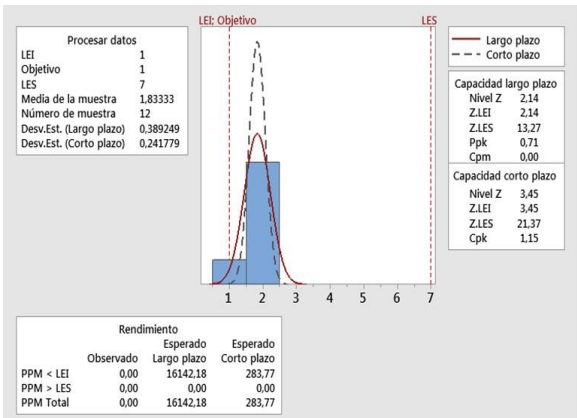 LEI; Objetivo
LES
Procesar datos
LEI 1
Objetivo 1
LES 7
Media de la muestra 1,83333
Número de muestra 12
Desv.Est. (Largo plazo) 0,389249
Desv.Est. (Corto plazo) 0,241779
Largo plazo
Corto plazo
Capacidad largo plazo
Nivel Z 2,14
Z.LEI 2,14
Z.LES 13,27
Ppk 0,71
Cpm 0,00
Capacidad corto plazo
Nivel Z 3,45
Z.LEI 3,45
Z.LES 21,37
Cpk 1,15
1 2 3 4 5 6 7
Rendimiento
Esperado Esperado
Observado Largo plazo Corto plazo
PPM < LEI 0,00 16142,18 283,77
PPM > LES 0,00 0,00 0,00
PPM Total 0,00 16142,18 283,77